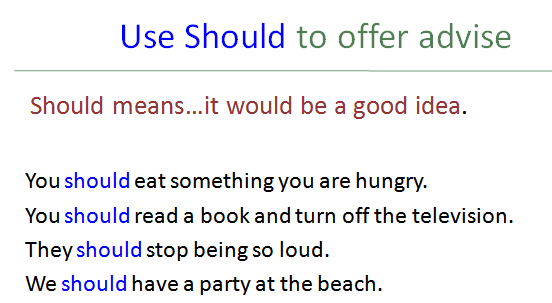 Use Should to offer advise
Should means...it would be a good idea.
You should eat something you are hungry.
You should read a book and turn off the television.
They should stop being so loud.
We should have a party at the beach.